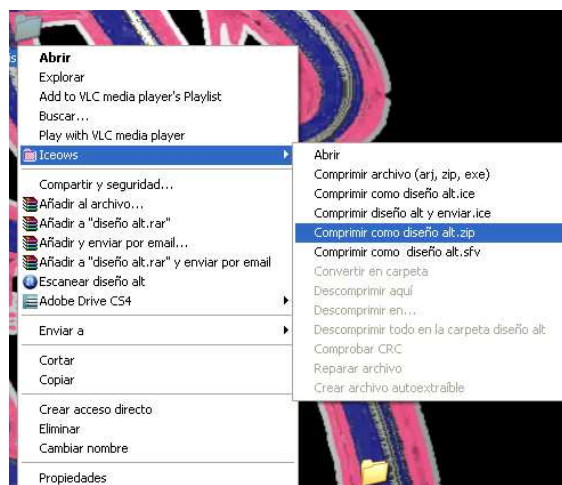 Abrir
Explorar
Add to VLC media player's Playlist
Buscar...
Play with VLC media player
Iceows
Compartir y seguridad...
Añadir al archivo...
Añadir a "diseño alt.rar"
Añadir y enviar por email...
Añadir a "diseño alt.rar" y enviar por email
Escanear diseño alt
Adobe Drive CS4
Enviar a
Cortar
Copiar
Crear acceso directo
Eliminar
Cambiar nombre
Propiedades
Abrir
Comprimir archivo (arj, zip, exe)
Comprimir como diseño alt.ice
Comprimir diseño alt y enviar.ice
Comprimir como diseño alt.zip
Comprimir como diseño alt.sfv
Convertir en carpeta
Descomprimir aquí
Descomprimir en...
Descomprimir todo en la carpeta diseño alt
Comprobar CRC
Reparar archivo
Crear archivo autoextraíble